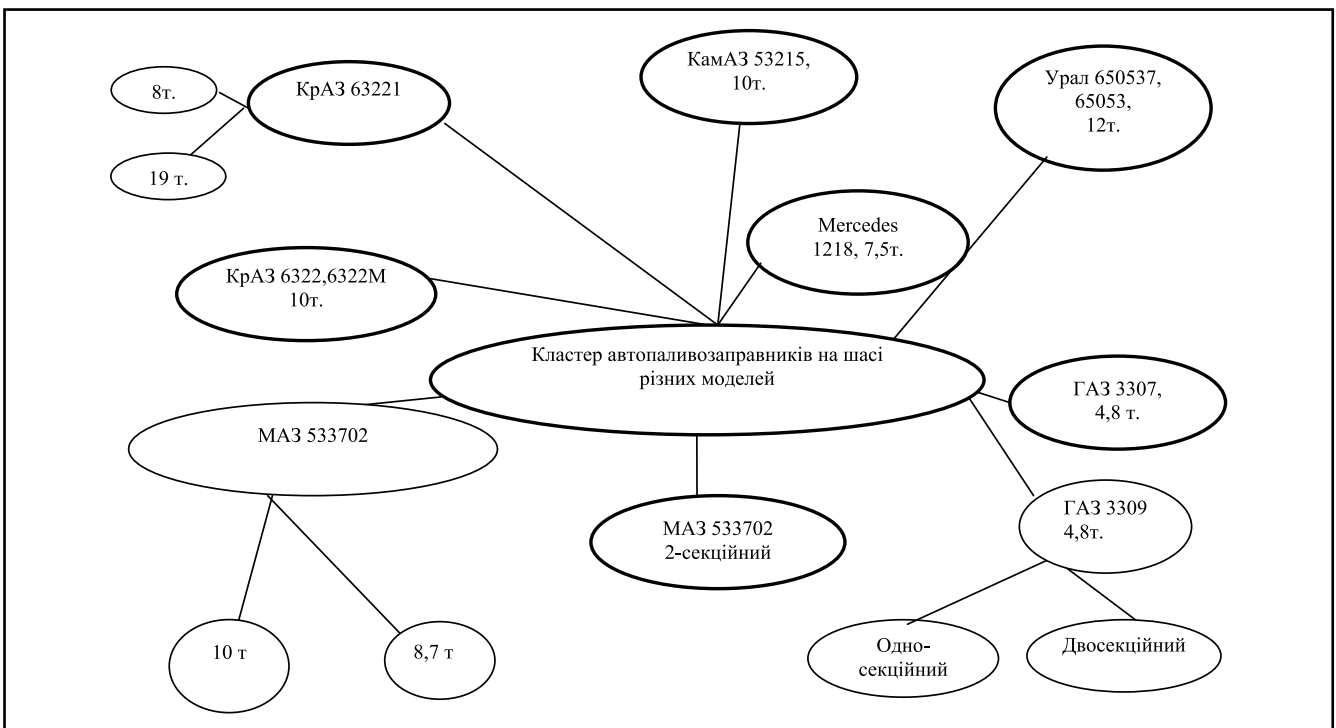 КамАЗ 53215,
10т.
Урал 650537,
65053,
12т.
КрАЗ 63221
8т.
19 т.
Mercedes
1218, 7,5т.
КрАЗ 6322,6322М
10т.
Кластер автопаливозаправників на шасі
різних моделей
ГАЗ 3307,
4,8 т.
МАЗ 533702
ГАЗ 3309
4,8т.
МАЗ 533702
2-секційний
10 т
8,7 т
Одно-
секційний
Двосекційний